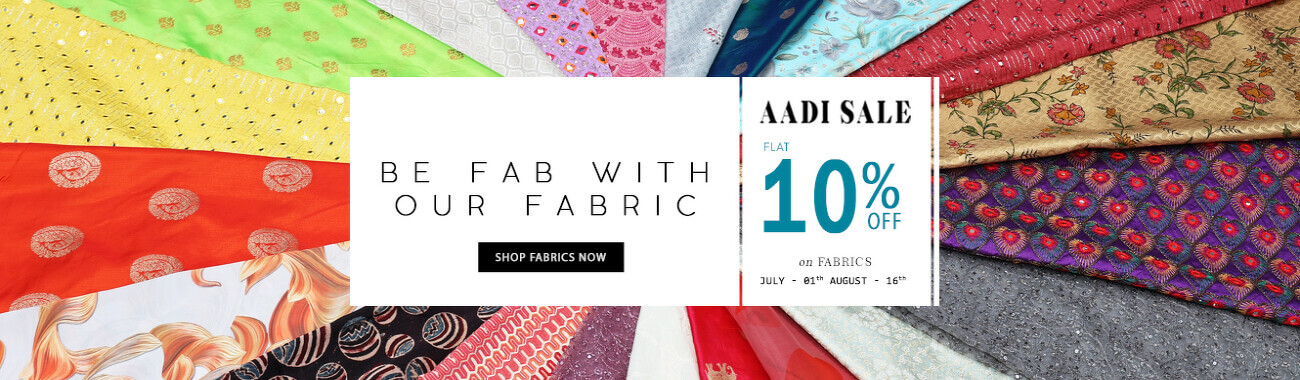 BE FAB WITH
OUR FABRIC
SHOP FABRICS NOW
AADI SALE
FLAT
10% OFF
on FABRICS
JULY - 01th AUGUST - 16th